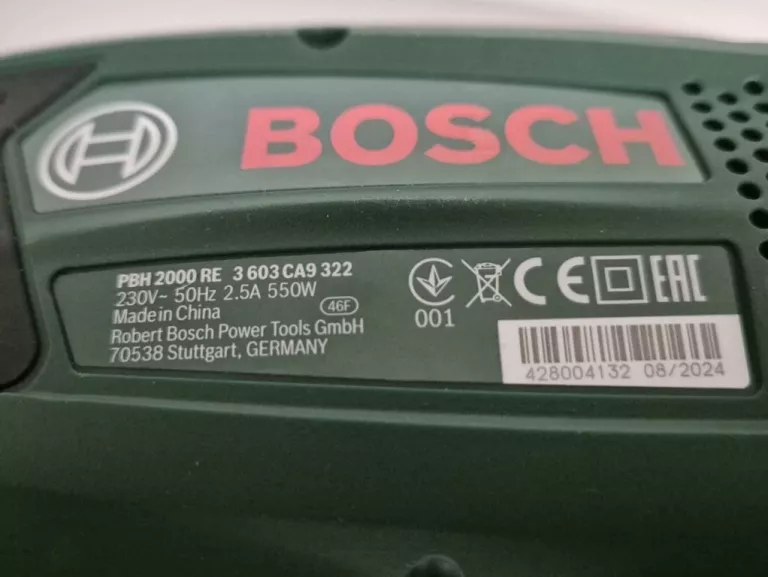 BOSCH
PBH 2000 RE 3 603 CA9 322
230V~ 50Hz 2.5A 550W
Made in China 46F
Robert Bosch Power Tools GmbH
70538 Stuttgart, GERMANY
001
CE EAC
428004132 08/2024